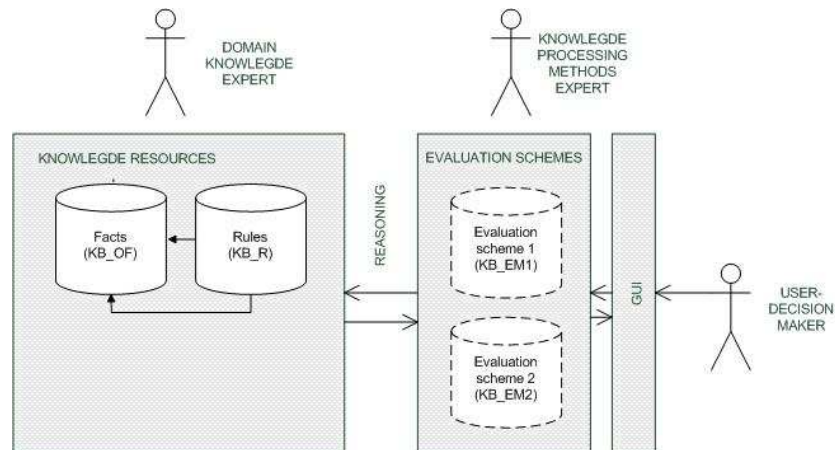 DOMAIN
KNOWLEGDE
EXPERT
KNOWLEGDE
PROCESSING
METHODS
EXPERT
KNOWLEGDE RESOURCES
Facts
(KB_OF)
Rules
(KB_R)
REASONING
EVALUATION SCHEMES
Evaluation
scheme 1
(KB_EM1)
Evaluation
scheme 2
(KB_EM2)
GUI
USER-
DECISION
MAKER